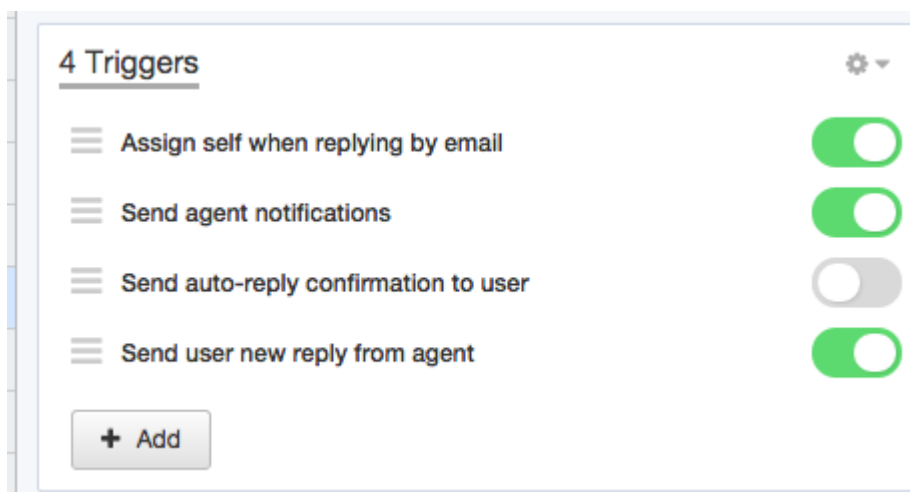 4 Triggers
Assign self when replying by email
Send agent notifications
Send auto-reply confirmation to user
Send user new reply from agent
+ Add